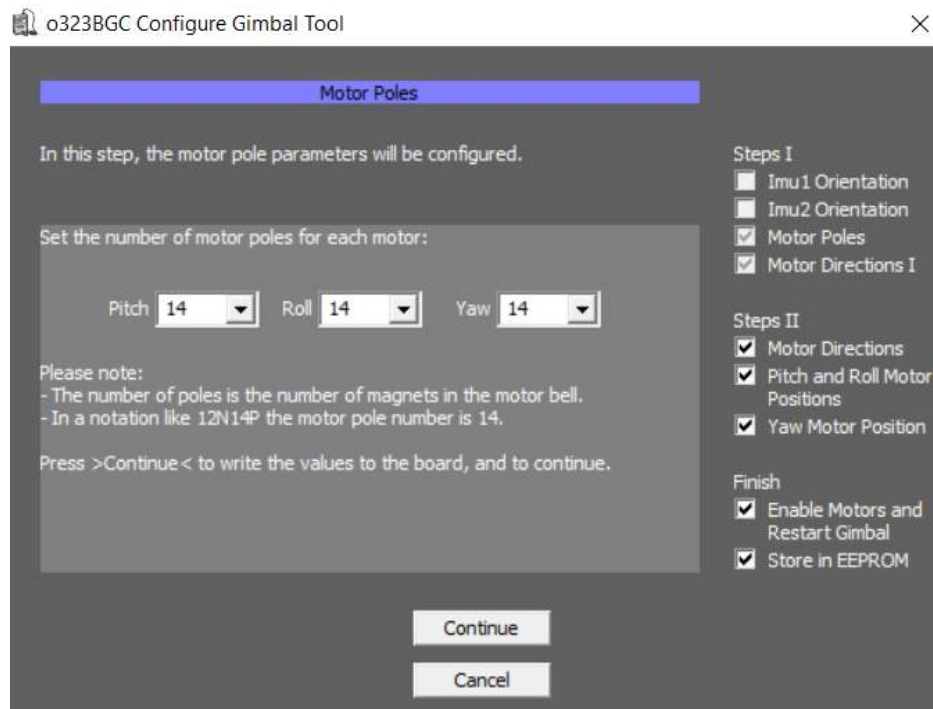 o323BGC Configure Gimbal Tool
Motor Poles
In this step, the motor pole parameters will be configured.
Set the number of motor poles for each motor:
Pitch 14 Roll 14 Yaw 14
Please note:
- The number of poles is the number of magnets in the motor bell.
- In a notation like 12N14P the motor pole number is 14.
Press >Continue< to write the values to the board, and to continue.
Steps I
Imu1 Orientation
Imu2 Orientation
Motor Poles
Motor Directions I
Steps II
Motor Directions
Pitch and Roll Motor
Positions
Yaw Motor Position
Finish
Enable Motors and
Restart Gimbal
Store in EEPROM
Continue
Cancel